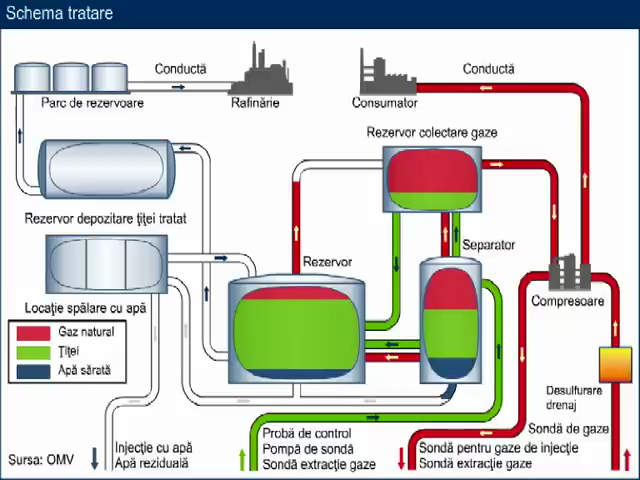 Schema tratare
Conductă
Conductă
Parc de rezervoare
Rafinărie
Consumator
Rezervor colectare gaze
Rezervor depozitare ţiţei tratat
Separator
Rezervor
Compresoare
Locaţie spălare cu apă
Gaz natural
Ţiţei
Apă sărată
Desulfurare
drenaj
Sondă de gaze
Probă de control
Pompă de sondă
Sondă extracţie gaz
Injecţie cu apă
Apă reziduală
Sondă pentru gaze de injecţie
Sondă extracţie gaze
Sursa: OMV